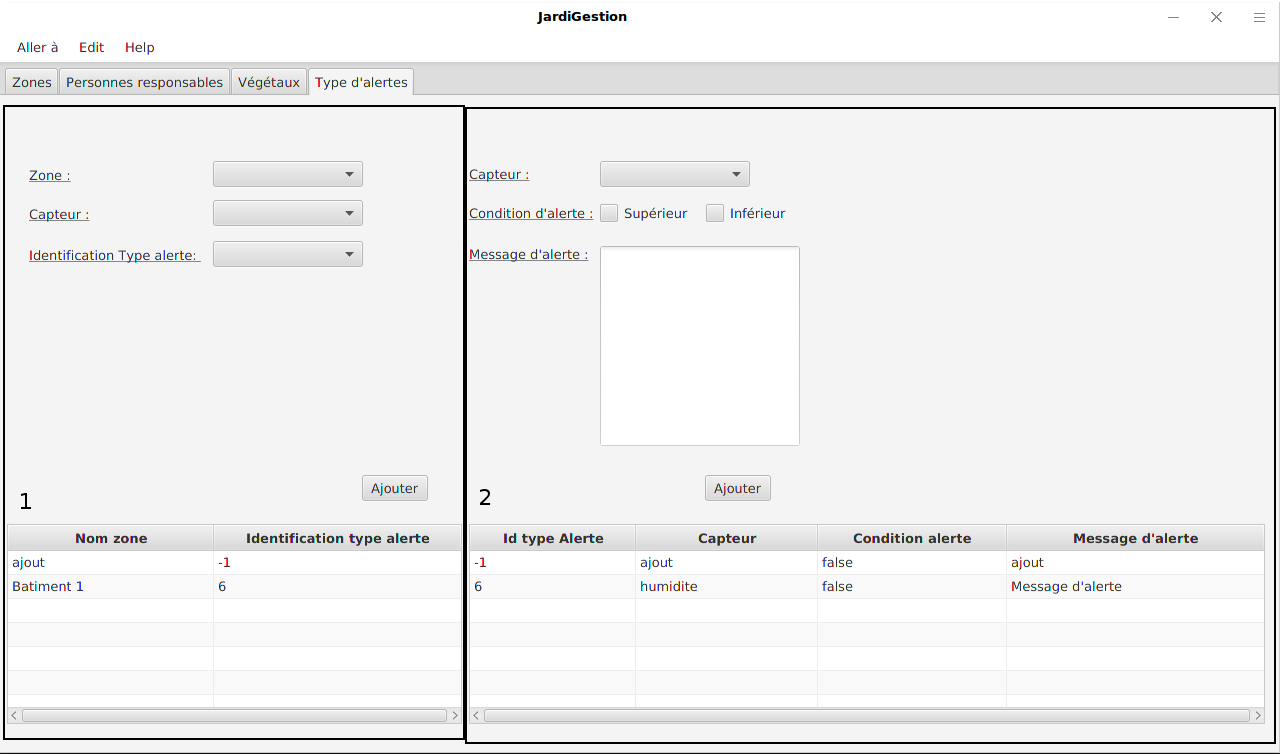 JardiGestion
Aller à Edit Help
Zones Personnes responsables Végétaux Type d'alertes
Zone :
Capteur :
Identification Type alerte:
Ajouter
1
Nom zone Identification type alerte
ajout -1
Batiment 1 6
Capteur :
Condition d'alerte : Supérieur Inférieur
Message d'alerte :
Ajouter
2
Id type Alerte Capteur Condition alerte Message d'alerte
-1 ajout false ajout
6 humidite false Message d'alerte